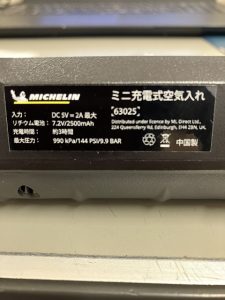 MICHELIN
ミニ充電式空気入れ
[63025]
入力： DC 5V = 2A 最大
リチウム電池： 7.2V/2500mAh
充電時間： 約3時間
最大圧力： 990 kPa/144 PSI/9.9 BAR
Distributed under licence by ML Direct Ltd.,
224 Queensferry Rd, Edinburgh, EH4 2BN, UK.
中国製